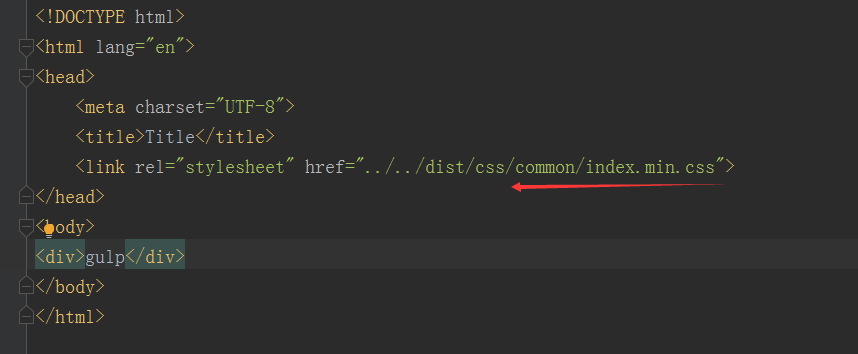 <!DOCTYPE html>
<html lang="en">
<head>
    <meta charset="UTF-8">
    <title>Title</title>
    <link rel="stylesheet" href="../../dist/css/common/index.min.css">
</head>
<body>
<div>gulp</div>
</body>
</html>